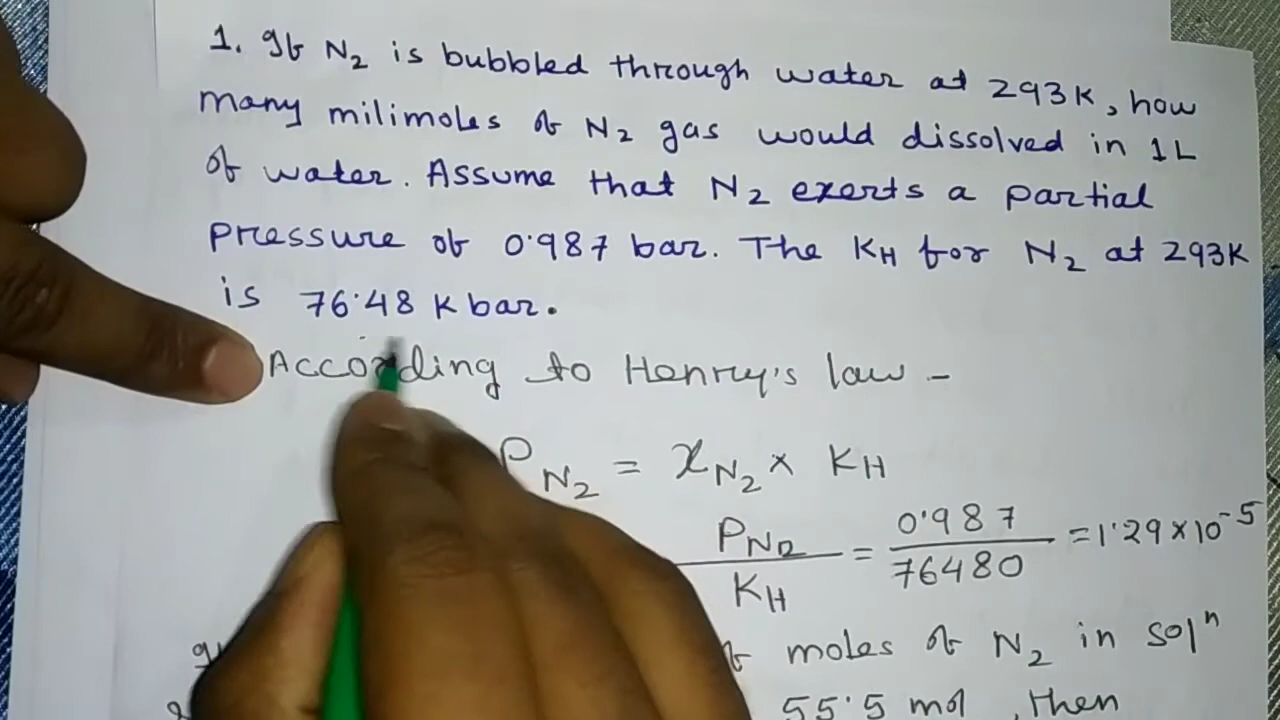 1. If N2 is bubbled through water at 293K, how
many milimoles of N2 gas would dissolved in 1L
of water. Assume that N2 exerts a partial
pressure of 0.987 bar. The KH for N2 at 293K
is 76.48 K bar.
According to Henry's law -
PN2 = xN2 × KH
PN2 / KH = 0.987 / 76480 = 1.29 × 10^-5
of moles of N2 in sol^n
55.5 mol, then